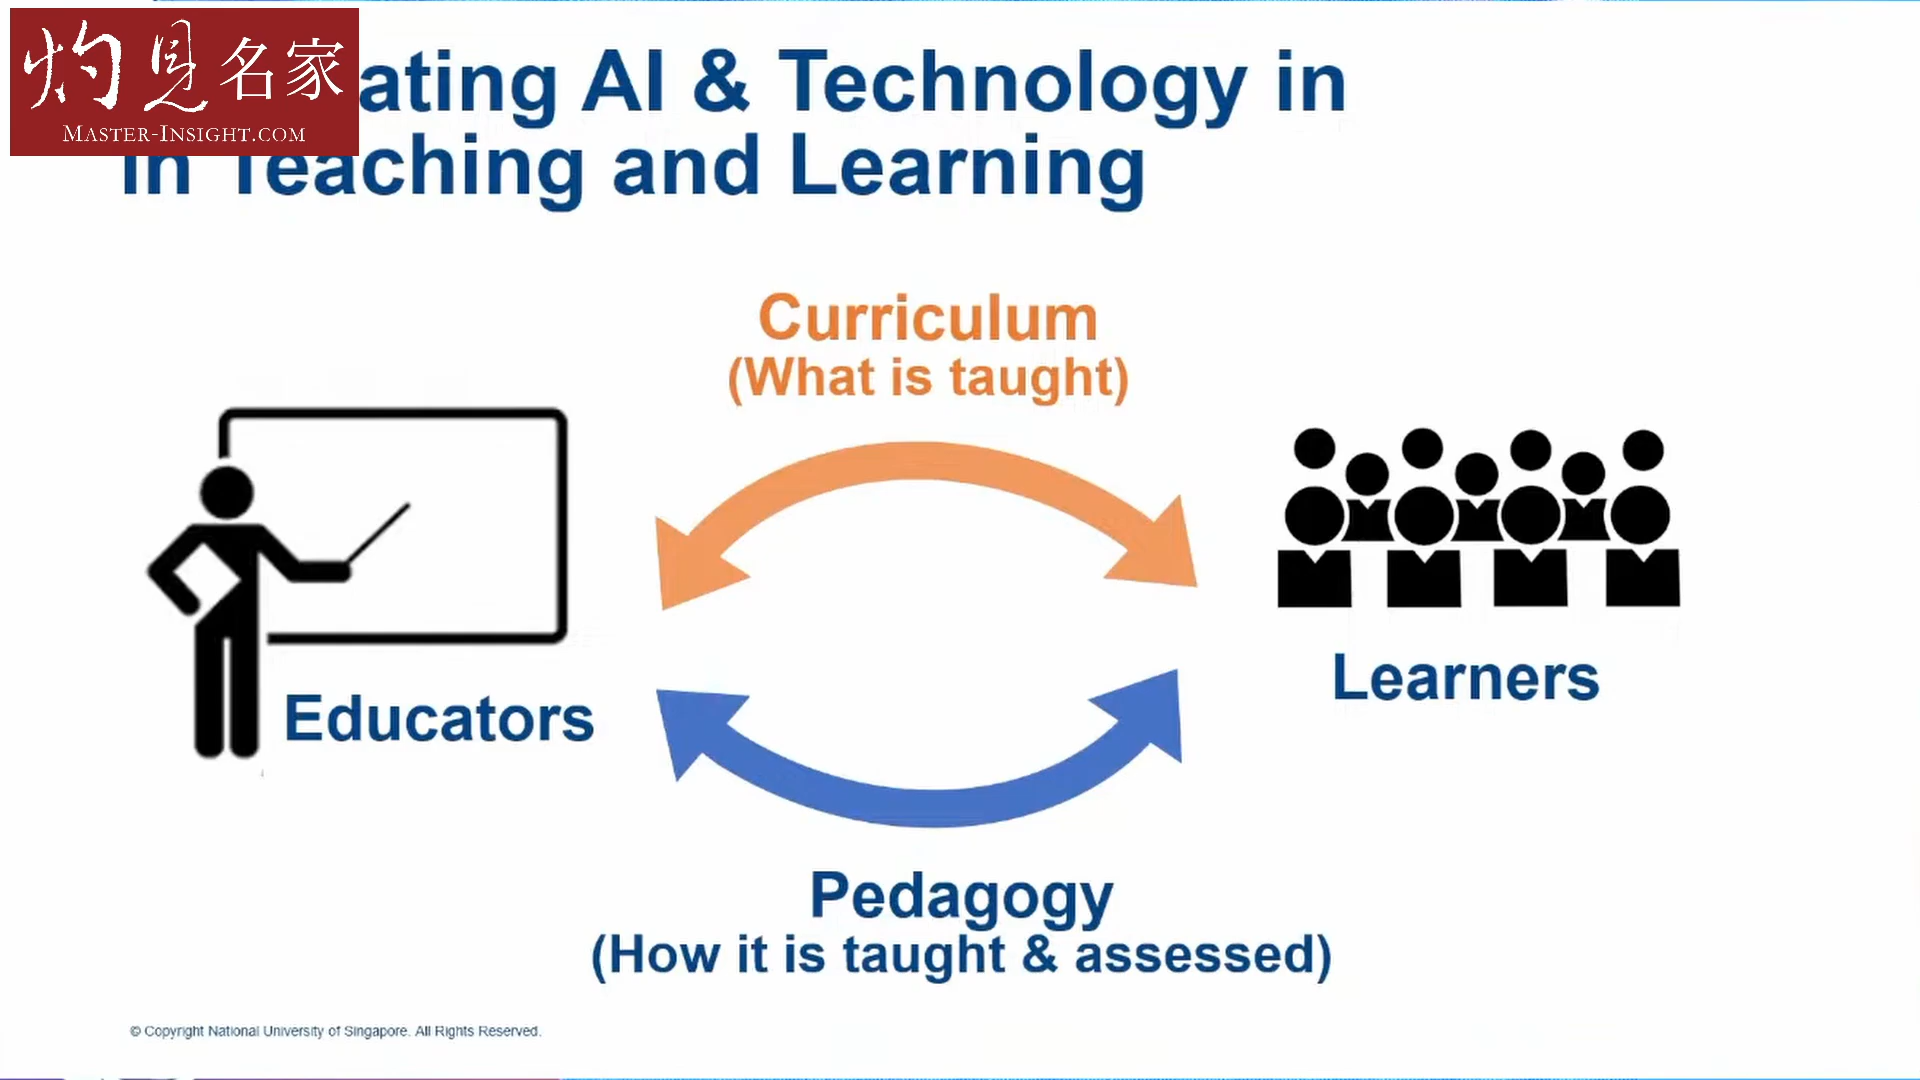 灼見名家
MASTER-INSIGHT.COM
ating AI & Technology in
in Teaching and Learning
Curriculum
(What is taught)
Educators
Learners
Pedagogy
(How it is taught & assessed)
© Copyright National University of Singapore. All Rights Reserved.